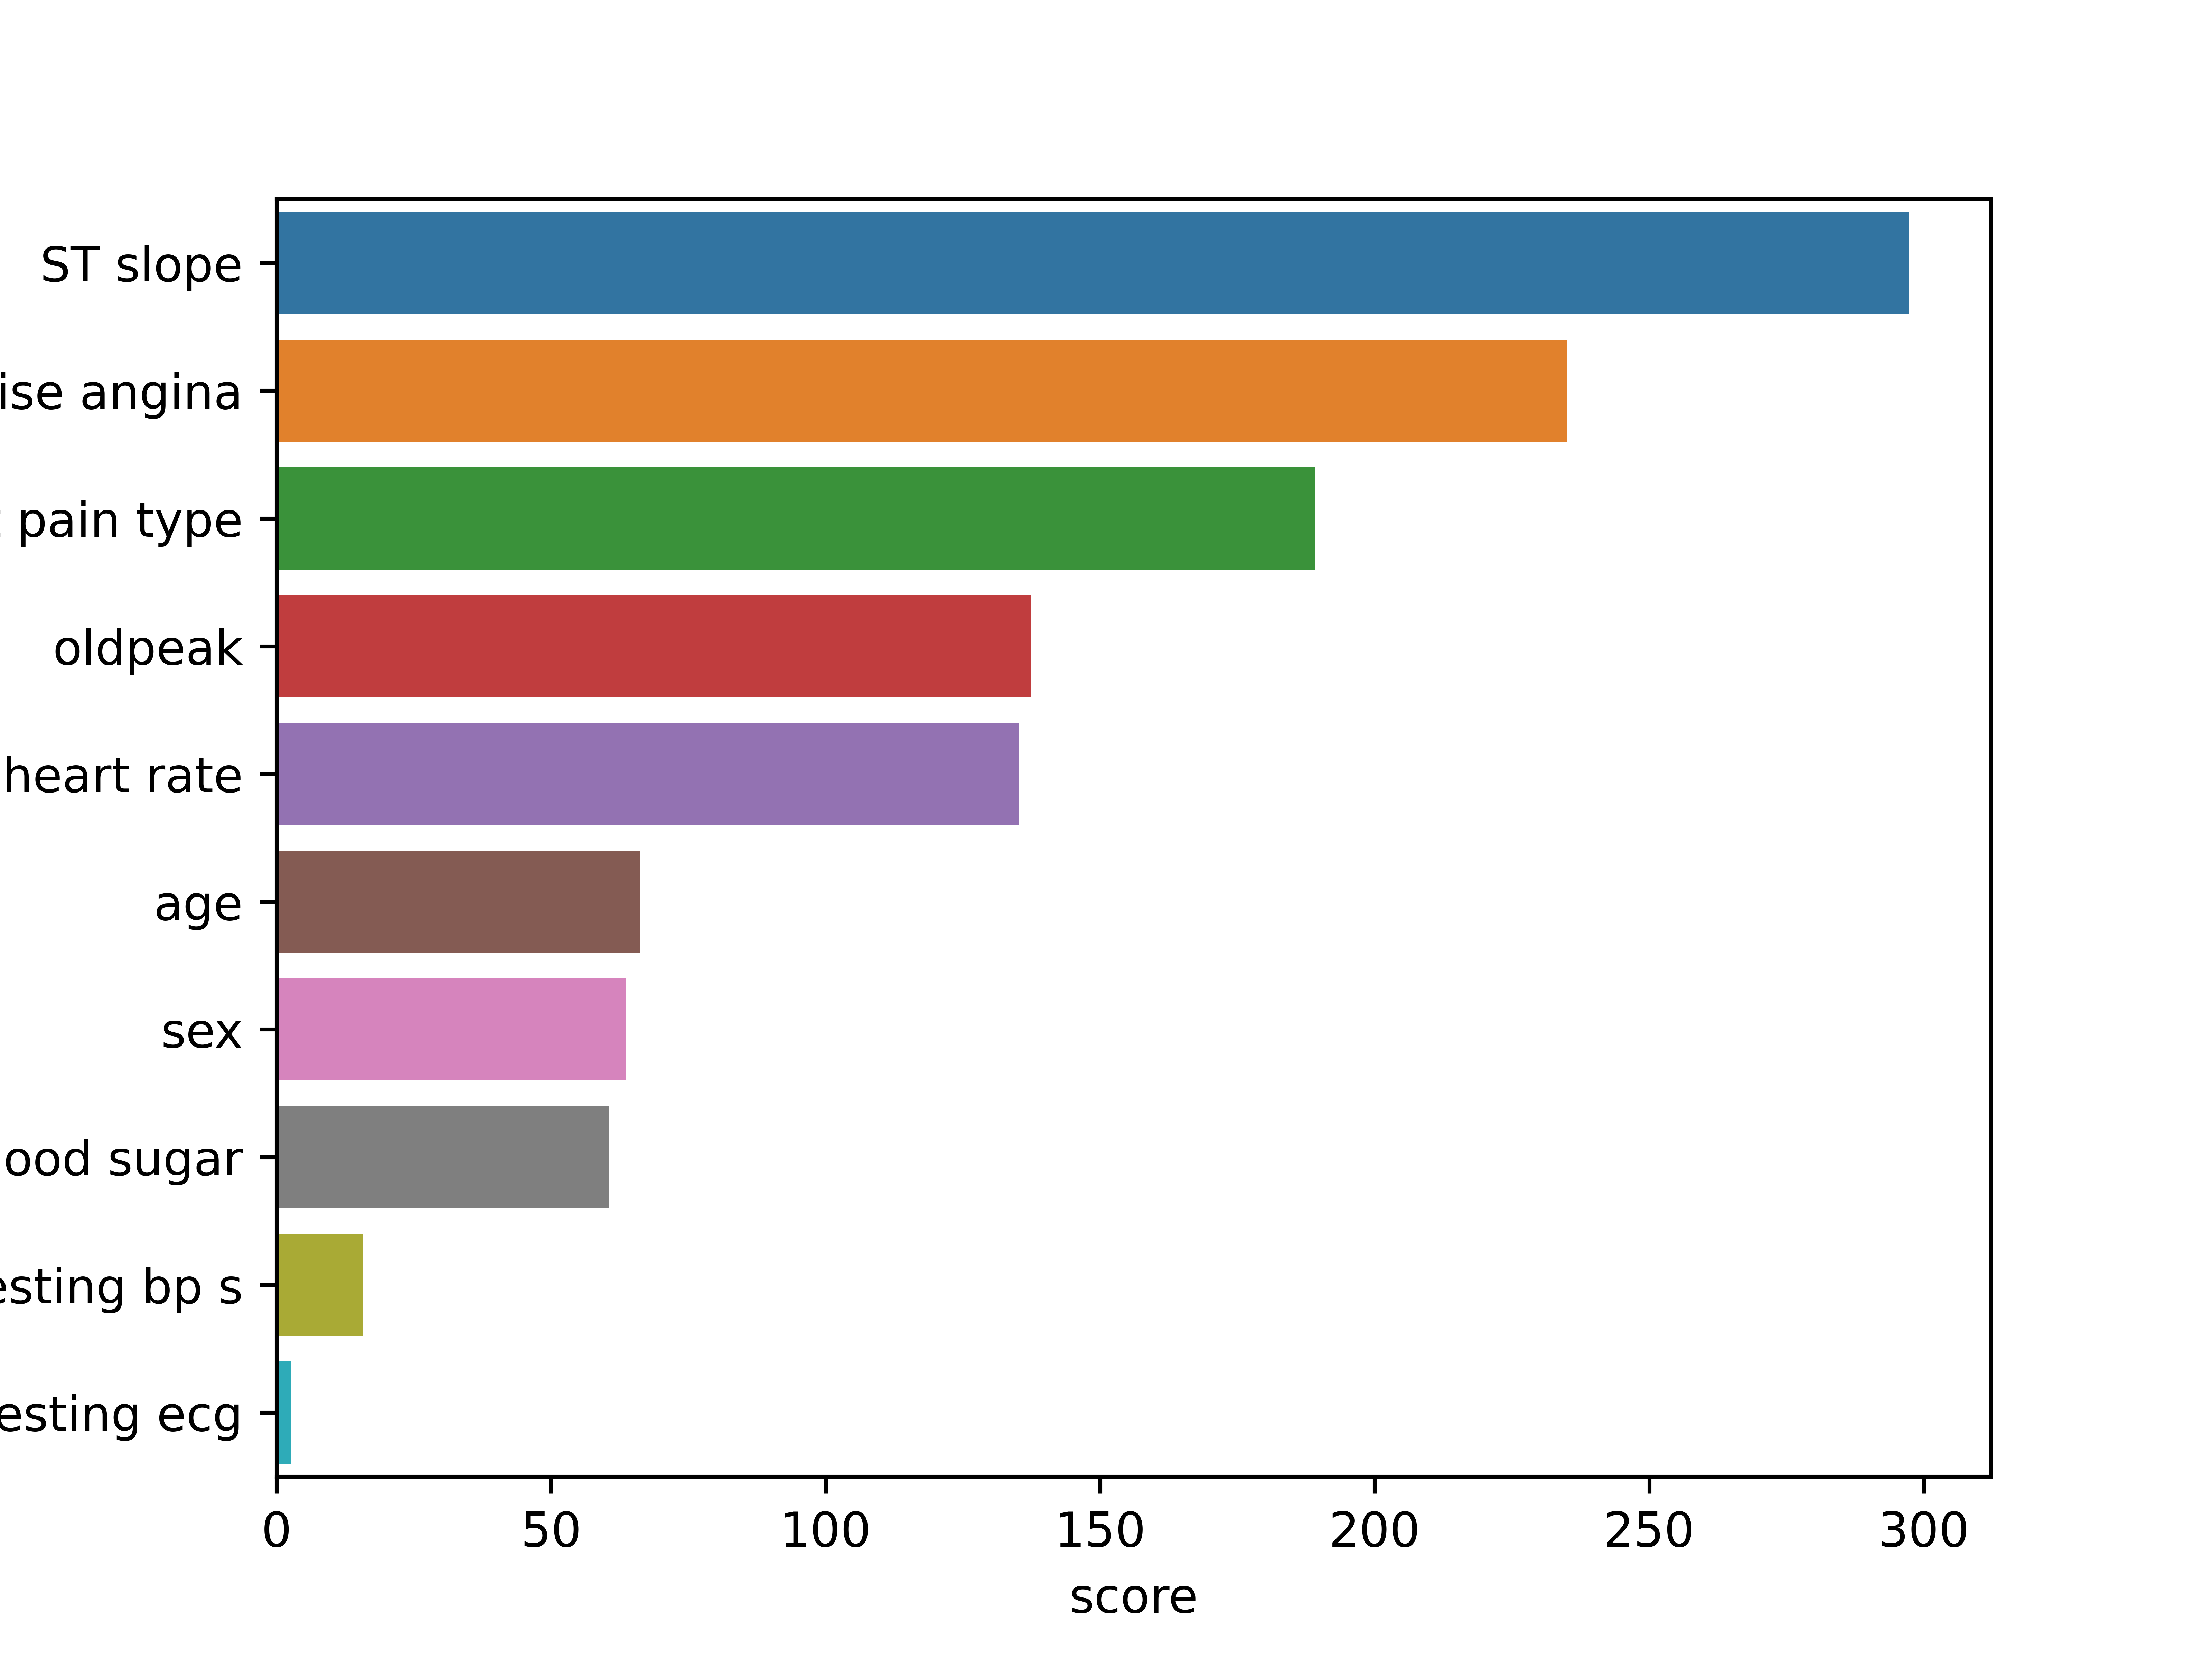 ST slope
ise angina
pain type
oldpeak
heart rate
age
sex
ood sugar
esting bp s
esting ecg
0 50 100 150 200 250 300
score